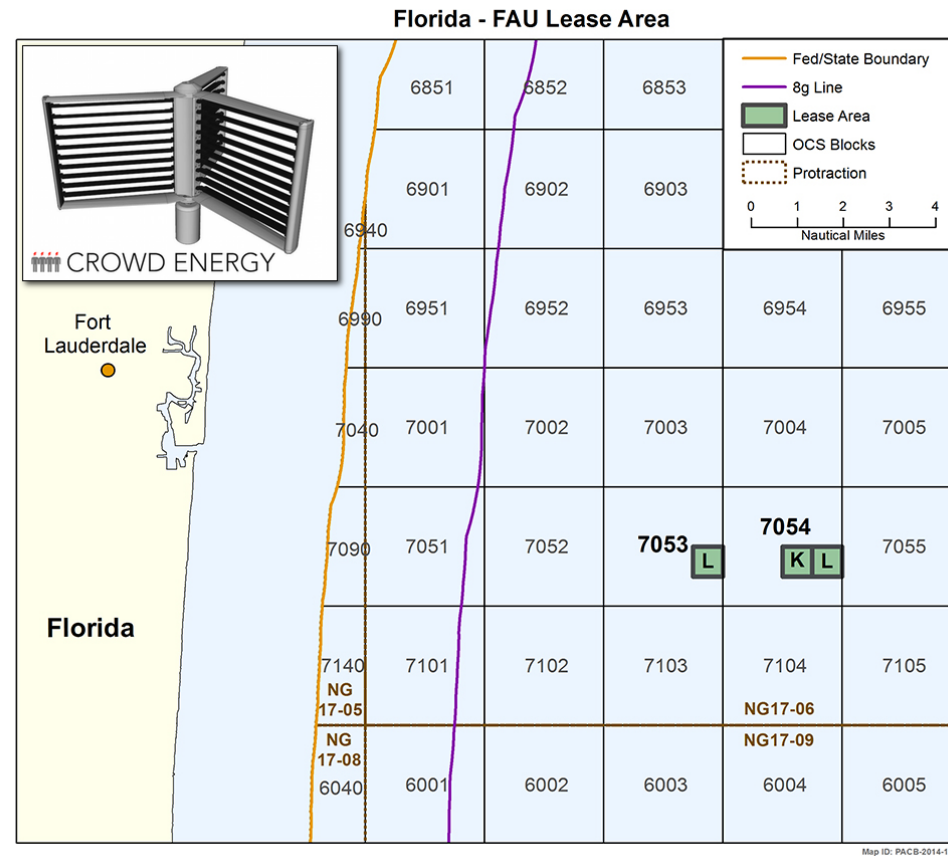 Florida - FAU Lease Area
CROWD ENERGY
Fed/State Boundary
8g Line
Lease Area
OCS Blocks
Protraction
0 1 2 3 4
Nautical Miles
6851 6852 6853
6901 6902 6903
6940
6951 6952 6953 6954 6955
6990
Fort
Lauderdale
7040 7001 7002 7003 7004 7005
7054
7053
7090 7051 7052 7055
L K L
Florida
7140 7101 7102 7103 7104 7105
NG
17-05
NG17-06
NG
17-08
NG17-09
6040 6001 6002 6003 6004 6005